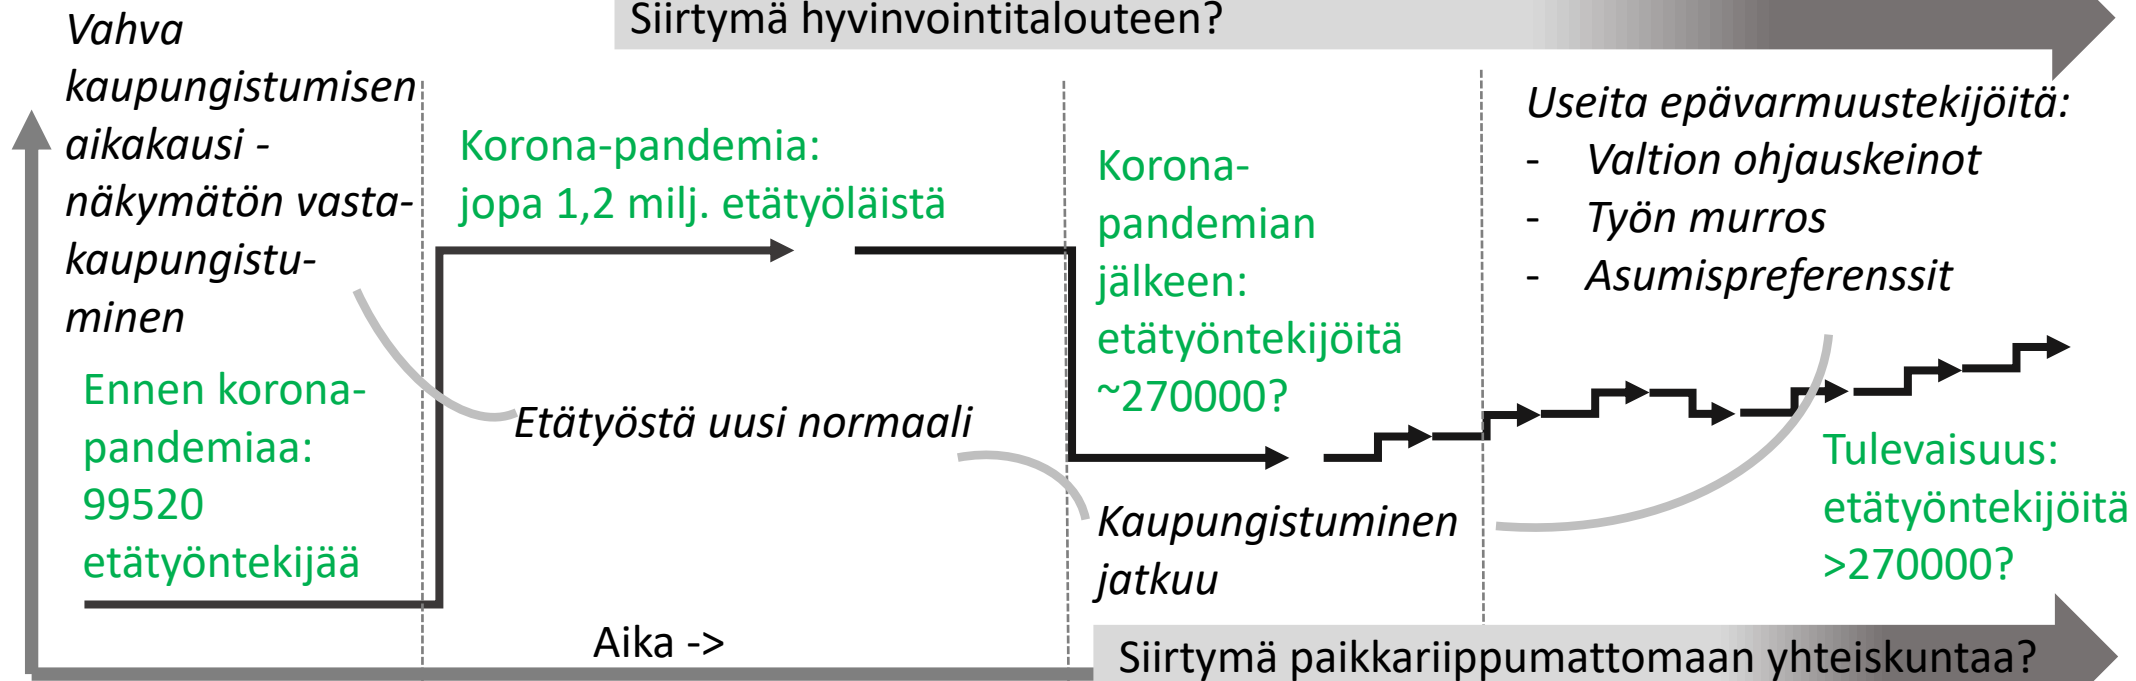 Siirtymä hyvinvointitalouteen?
Vahva
kaupungistumisen
aikakausi -
näkymätön vasta-
kaupungistu-
minen
Ennen korona-
pandemiaa:
99520
etätyöntekijää
Korona-pandemia:
jopa 1,2 milj. etätyöläistä
Etätyöstä uusi normaali
Korona-
pandemian
jälkeen:
etätyöntekijöitä
~270000?
Kaupungistuminen
jatkuu
Useita epävarmuustekijöitä:
- Valtion ohjauskeinot
- Työn murros
- Asumispreferenssit
Tulevaisuus:
etätyöntekijöitä
>270000?
Aika ->
Siirtymä paikkariippumattomaan yhteiskuntaa?